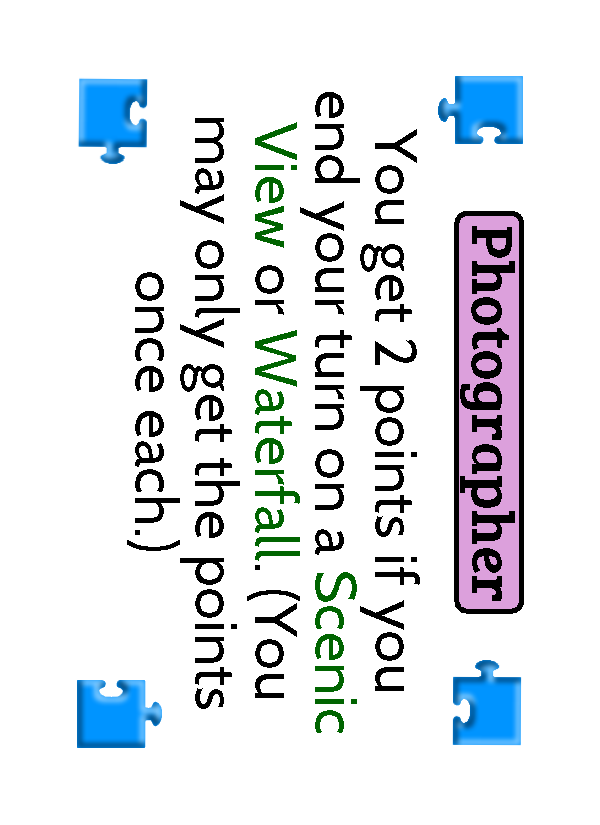 Photographer
You get 2 points if you
end your turn on a Scenic
View or Waterfall. (You
may only get the points
once each.)